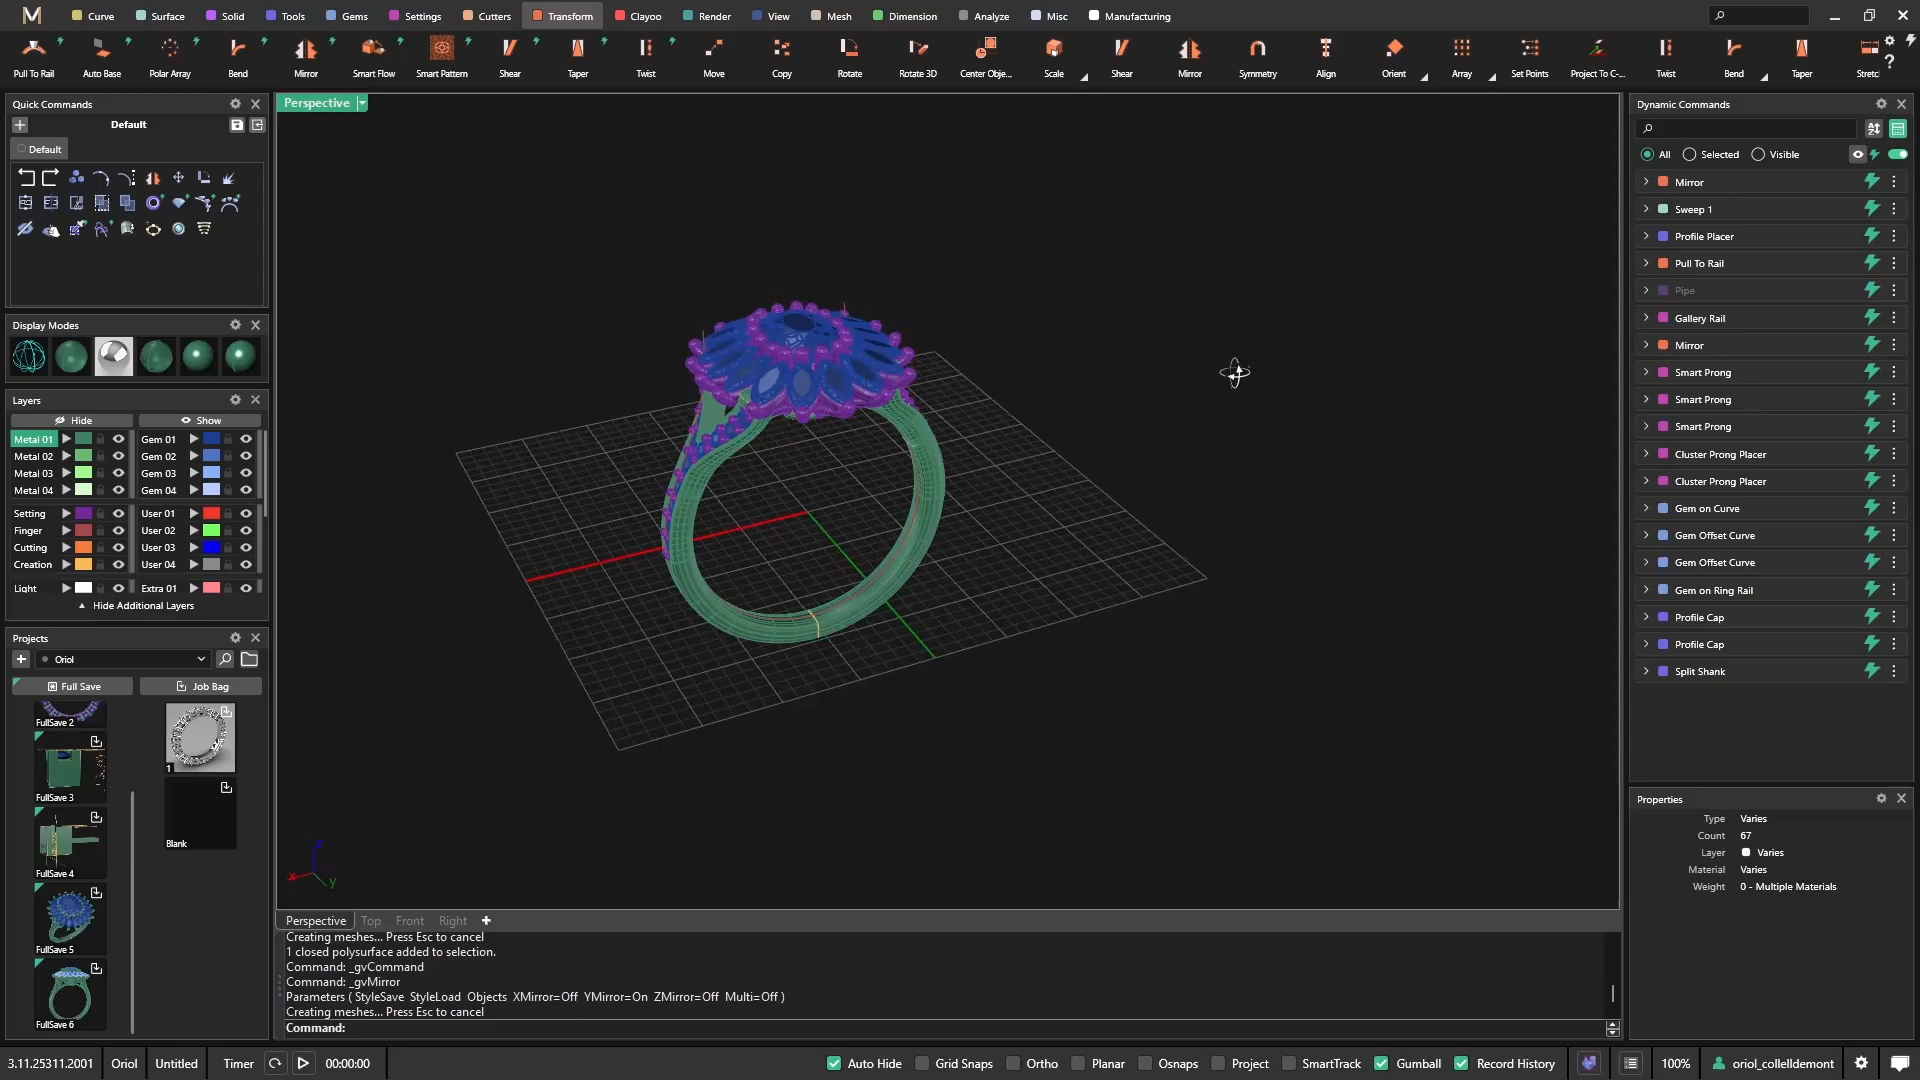 Curve Surface Solid Tools Gems Settings Cutters Transform Clayoo Render View Mesh Dimension Analyze Misc Manufacturing
Pull To Rail Auto Base Polar Array Bend Mirror Smart Flow Smart Pattern Shear Taper Twist Move Copy Rotate Rotate 3D Center Obje... Scale Shear Mirror Symmetry Align Orient Array Set Points Project To C-... Twist Bend Taper Stretc
?
Quick Commands
Default
Default
Display Modes
Layers
Hide Show
Metal 01 Gem 01
Metal 02 Gem 02
Metal 03 Gem 03
Metal 04 Gem 04
Setting User 01
Finger User 02
Cutting User 03
Creation User 04
Light Extra 01
Hide Additional Layers
Projects
Oriol
Full Save Job Bag
FullSave 2
1
FullSave 3
Blank
FullSave 4
FullSave 5
FullSave 6
Perspective
x y
Perspective Top Front Right
Creating meshes... Press Esc to cancel
1 closed polysurface added to selection.
Command: _gvCommand
Command: _gvMirror
Parameters ( StyleSave StyleLoad Objects XMirror=Off YMirror=On ZMirror=Off Multi=Off )
Creating meshes... Press Esc to cancel
Command:
Dynamic Commands
All Selected Visible
Mirror
Sweep 1
Profile Placer
Pull To Rail
Pipe
Gallery Rail
Mirror
Smart Prong
Smart Prong
Smart Prong
Cluster Prong Placer
Cluster Prong Placer
Gem on Curve
Gem Offset Curve
Gem Offset Curve
Gem on Ring Rail
Profile Cap
Profile Cap
Split Shank
Properties
Type Varies
Count 67
Layer Varies
Material Varies
Weight 0 - Multiple Materials
3.11.25311.2001 Oriol Untitled Timer 00:00:00 Auto Hide Grid Snaps Ortho Planar Osnaps Project SmartTrack Gumball Record History 100% oriol_collelldemont